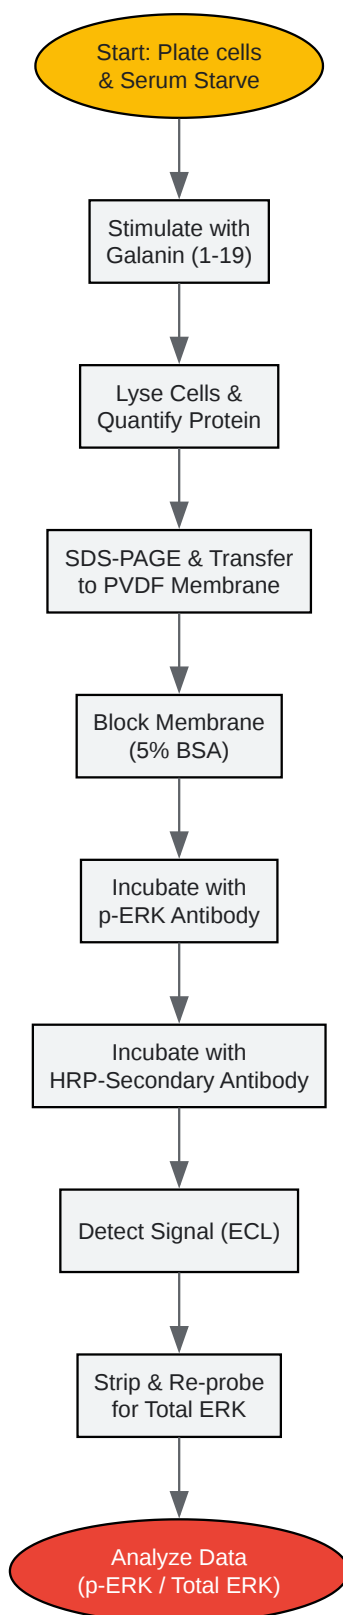 Start: Plate cells
& Serum Starve
Stimulate with
Galanin (1-19)
Lyse Cells &
Quantify Protein
SDS-PAGE & Transfer
to PVDF Membrane
Block Membrane
(5% BSA)
Incubate with
p-ERK Antibody
Incubate with
HRP-Secondary Antibody
Detect Signal (ECL)
Strip & Re-probe
for Total ERK
Analyze Data
(p-ERK / Total ERK)